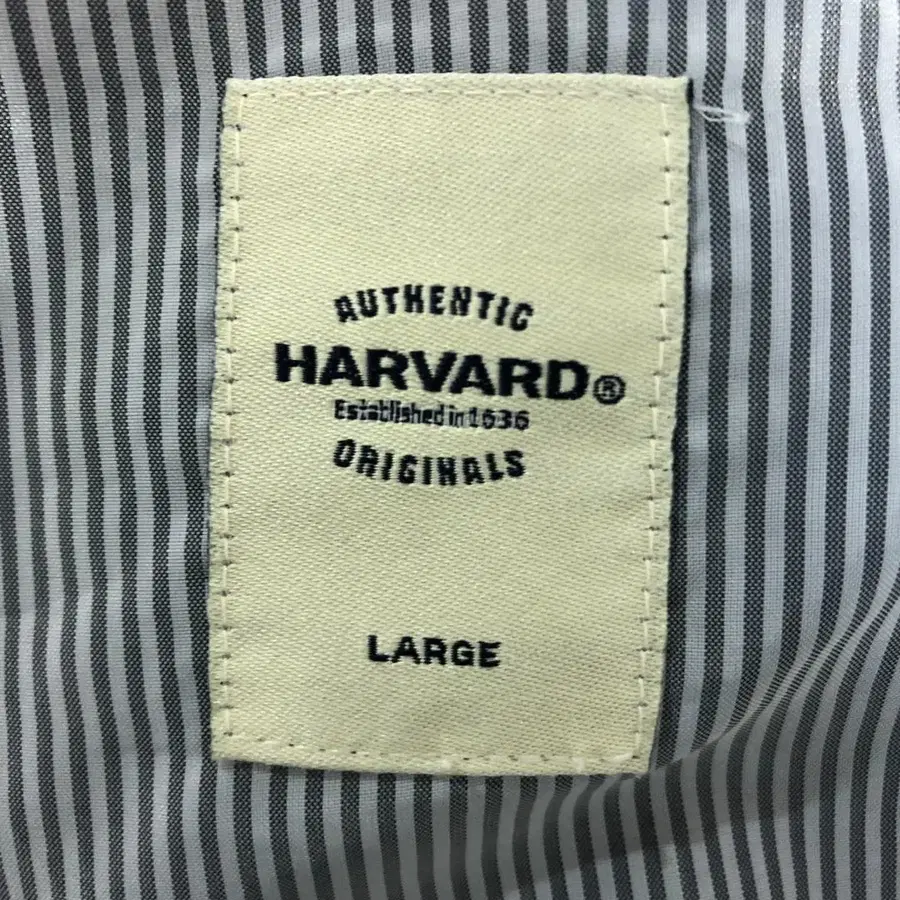 AUTHENTIC
HARVARD®
Established in 1636
ORIGINALS
LARGE